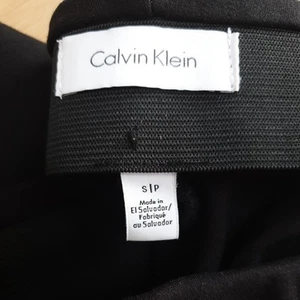 Calvin Klein
S|P
Made in
El Salvador/
Fabriqué
au Salvador